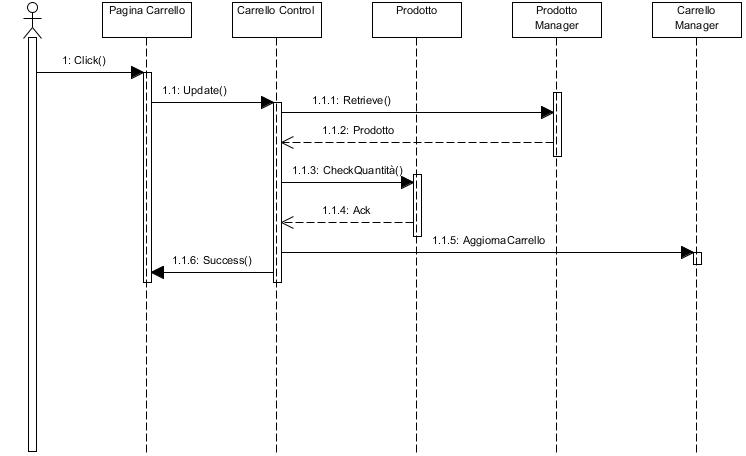 Pagina Carrello
Carrello Control
Prodotto
Prodotto
Manager
Carrello
Manager
1: Click()
1.1: Update()
1.1.1: Retrieve()
1.1.2: Prodotto
1.1.3: CheckQuantità()
1.1.4: Ack
1.1.5: AggiornaCarrello
1.1.6: Success()